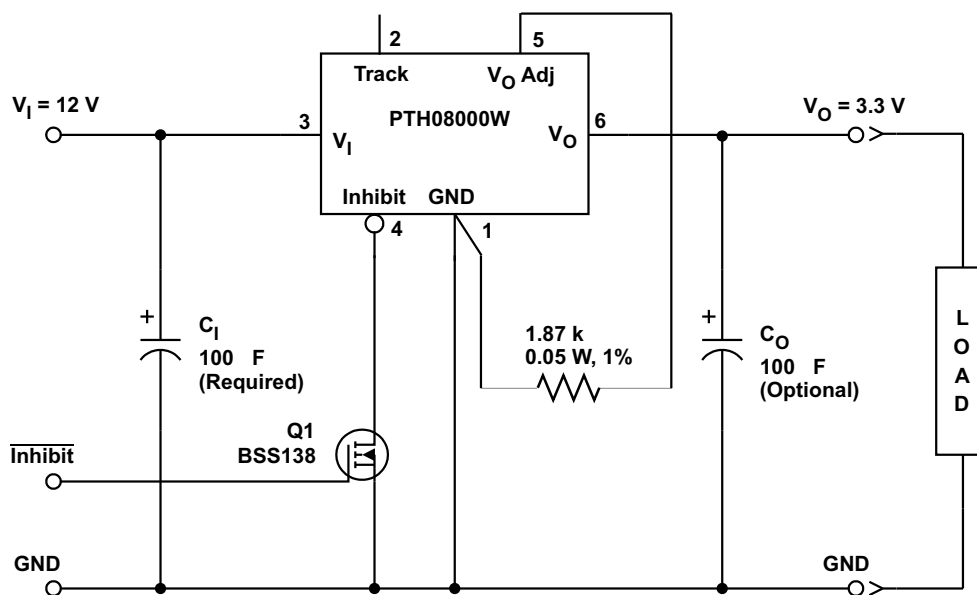 2
5
Track
V_O Adj
V_I = 12 V
V_O = 3.3 V
PTH08000W
3
6
V_I
V_O
Inhibit
GND
4
1
+
C_I
100 F
(Required)
1.87 k
0.05 W, 1%
+
C_O
100 F
(Optional)
L
O
A
D
Q1
BSS138
Inhibit
GND
GND